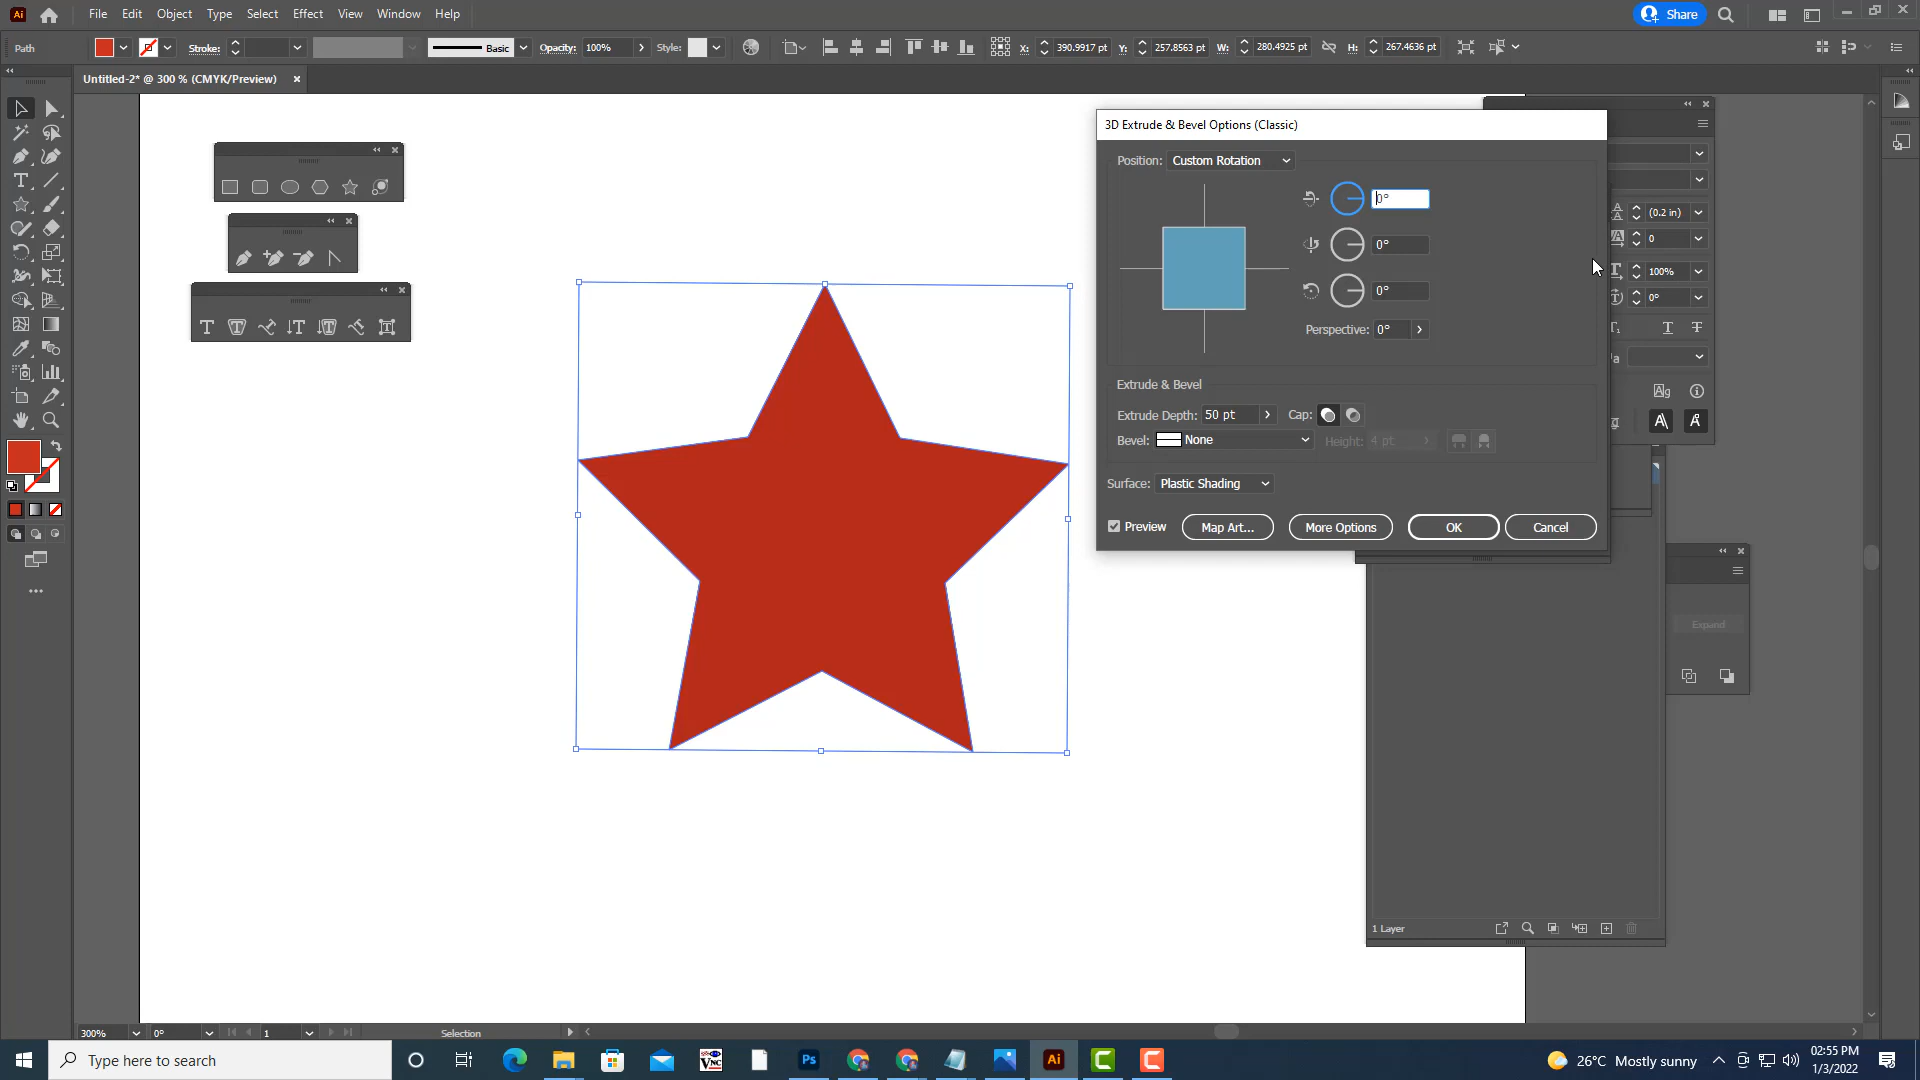 Ai File Edit Object Type Select Effect View Window Help Share
Path Stroke: Basic Opacity: 100% Style: X: 390.9917 pt Y: 257.8563 pt W: 280.4925 pt H: 267.4636 pt
Untitled-2* @ 300 % (CMYK/Preview)
3D Extrude & Bevel Options (Classic)
Position: Custom Rotation
0°
0°
0°
Perspective: 0°
Extrude & Bevel
Extrude Depth: 50 pt Cap:
Bevel: None Height: 4 pt
Surface: Plastic Shading
Preview Map Art... More Options OK Cancel
(0.2 in)
0
100%
0°
Expand
1 Layer
300% 0° 1 Selection
Type here to search
Ps Ai 26°C Mostly sunny
02:55 PM
1/3/2022